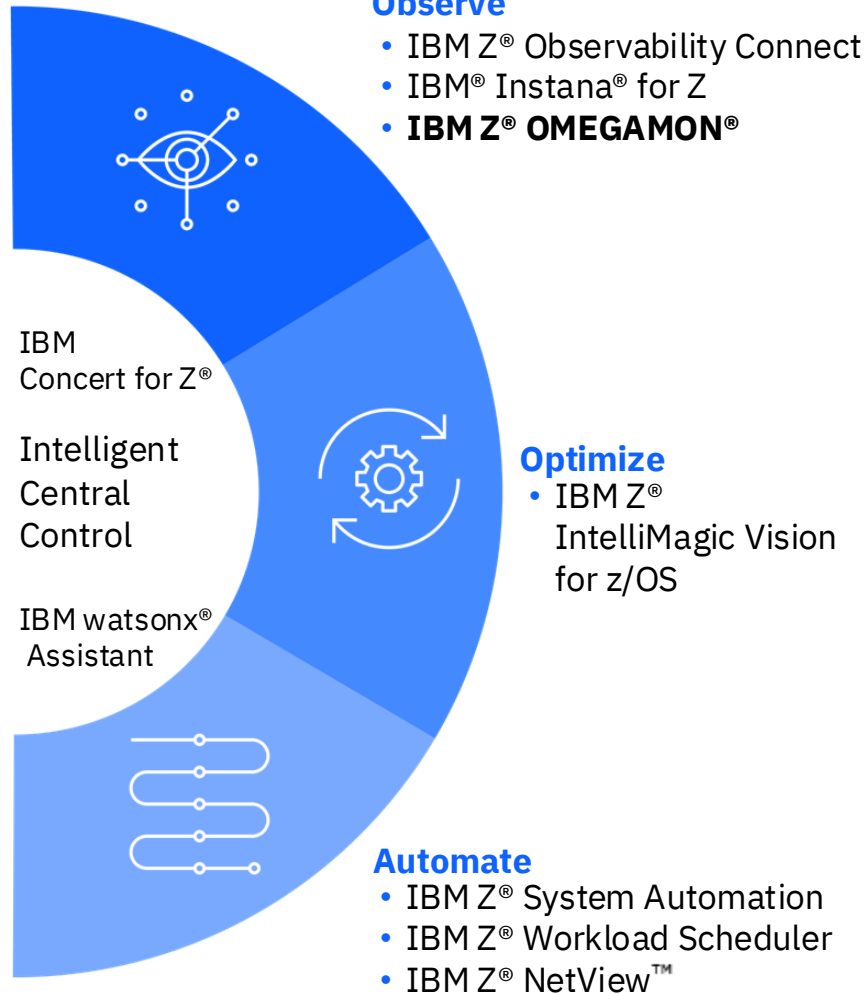 Observe
• IBM Z® Observability Connect
• IBM® Instana® for Z
• IBM Z® OMEGAMON®
IBM
Concert for Z®
Intelligent
Central
Control
IBM watsonx®
Assistant
Optimize
• IBM Z®
IntelliMagic Vision
for z/OS
Automate
• IBM Z® System Automation
• IBM Z® Workload Scheduler
• IBM Z® NetView™